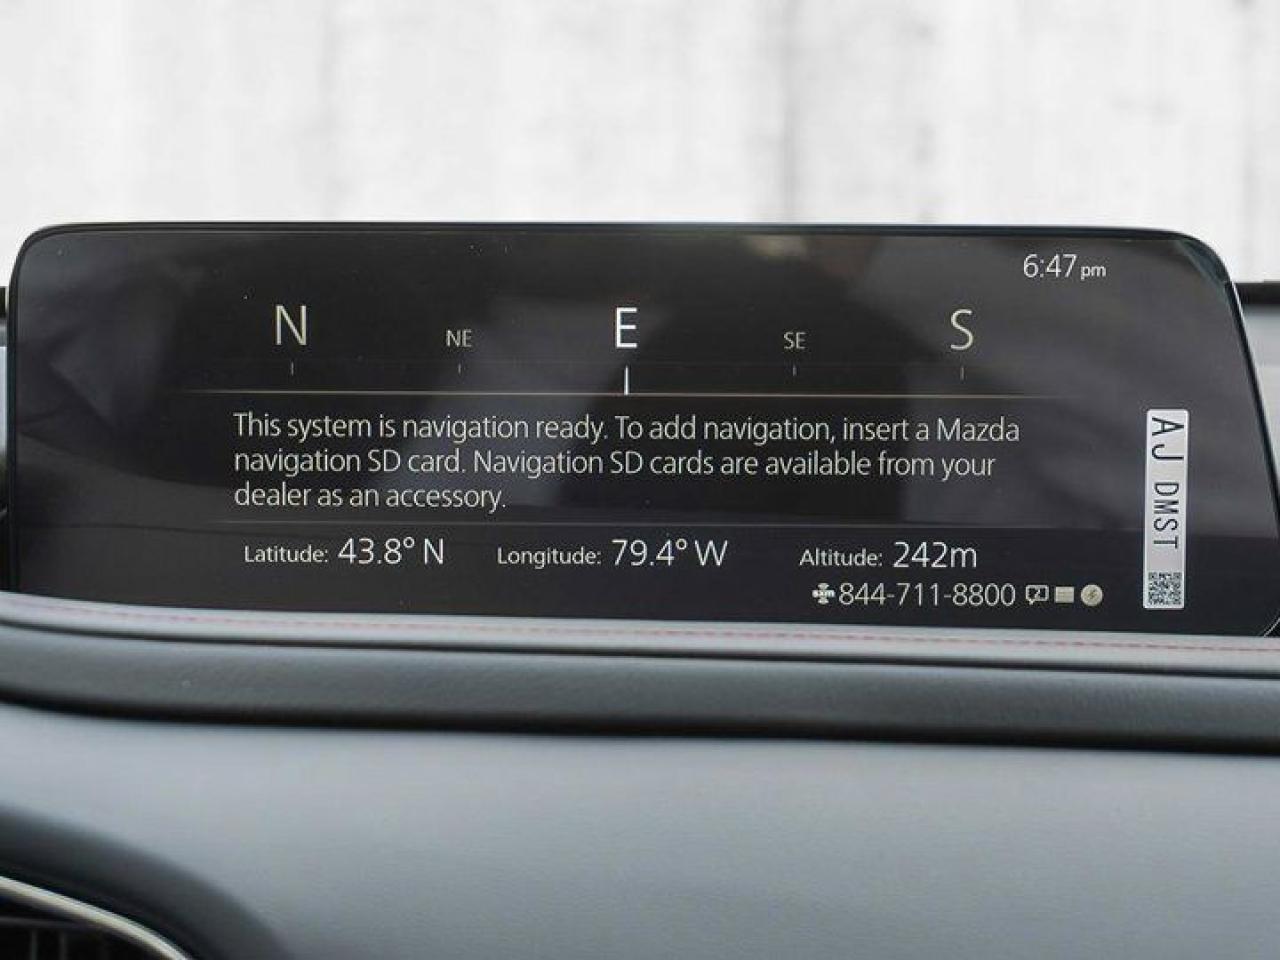 6:47 pm
N NE E SE S
This system is navigation ready. To add navigation, insert a Mazda
navigation SD card. Navigation SD cards are available from your
dealer as an accessory.
Latitude: 43.8° N Longitude: 79.4° W Altitude: 242m
sxm 844-711-8800
AJ DMST